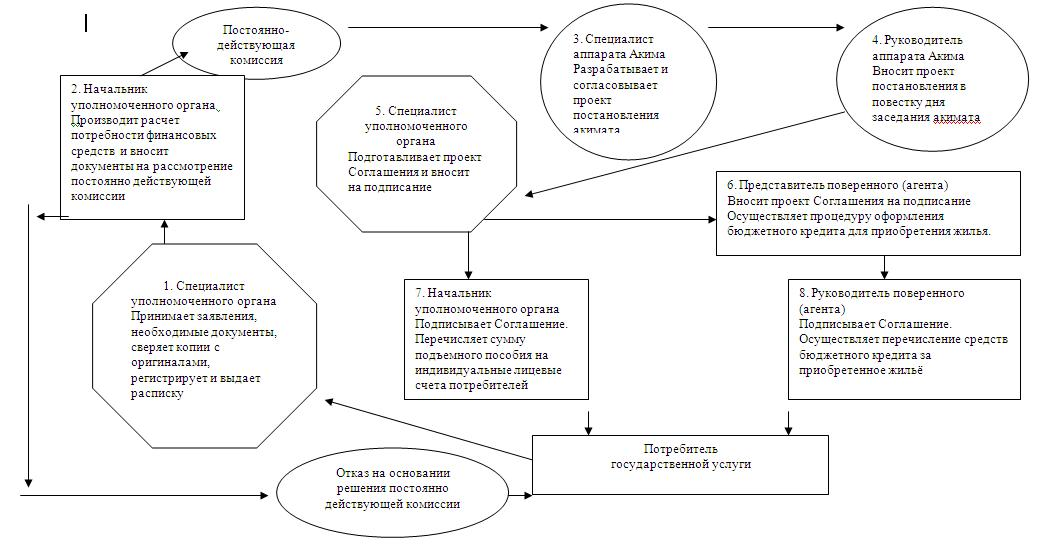 Постоянно-
действующая
комиссия
3. Специалист
аппарата Акима
Разрабатывает и
согласовывает
проект
постановления
акимата
4. Руководитель
аппарата Акима
Вносит проект
постановления в
повестку дня
заседания акимата
2. Начальник
уполномоченного органа.
Производит расчет
потребности финансовых
средств и вносит
документы на рассмотрение
постоянно действующей
комиссии
5. Специалист
уполномоченного
органа
Подготавливает проект
Соглашения и вносит
на подписание
6. Представитель поверенного (агента)
Вносит проект Соглашения на подписание
Осуществляет процедуру оформления
бюджетного кредита для приобретения жилья.
1. Специалист
уполномоченного органа
Принимает заявления,
необходимые документы,
сверяет копии с
оригиналами,
регистрирует и выдает
расписку
7. Начальник
уполномоченного органа
Подписывает Соглашение.
Перечисляет сумму
подъемного пособия на
индивидуальные лицевые
счета потребителей
8. Руководитель поверенного
(агента)
Подписывает Соглашение.
Осуществляет перечисление средств
бюджетного кредита за
приобретенное жильё
Потребитель
государственной услуги
Отказ на основании
решения постоянно
действующей комиссии